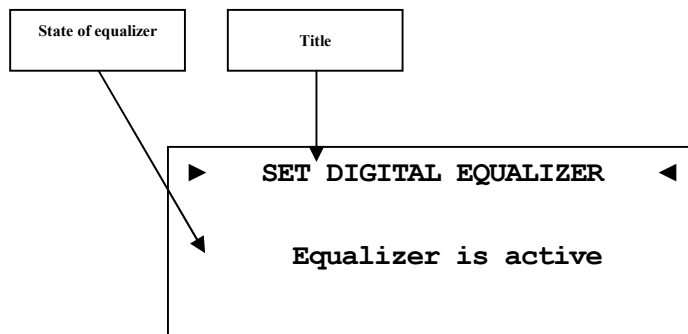 State of equalizer
Title
► SET DIGITAL EQUALIZER ◄
Equalizer is active